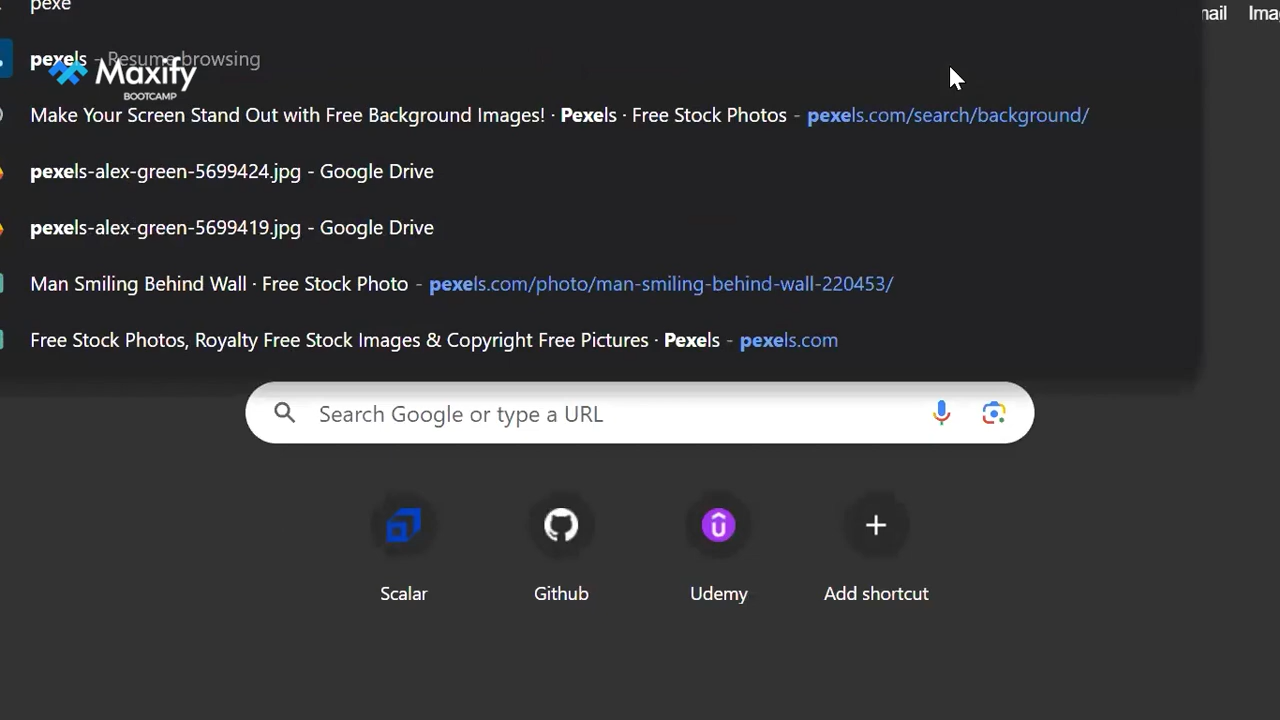 pexe
mail Ima
pexels - Resume browsing
Maxify
BOOTCAMP
Make Your Screen Stand Out with Free Background Images! · Pexels · Free Stock Photos - pexels.com/search/background/
pexels-alex-green-5699424.jpg - Google Drive
pexels-alex-green-5699419.jpg - Google Drive
Man Smiling Behind Wall · Free Stock Photo - pexels.com/photo/man-smiling-behind-wall-220453/
Free Stock Photos, Royalty Free Stock Images & Copyright Free Pictures · Pexels - pexels.com
Search Google or type a URL
Scalar Github Udemy Add shortcut